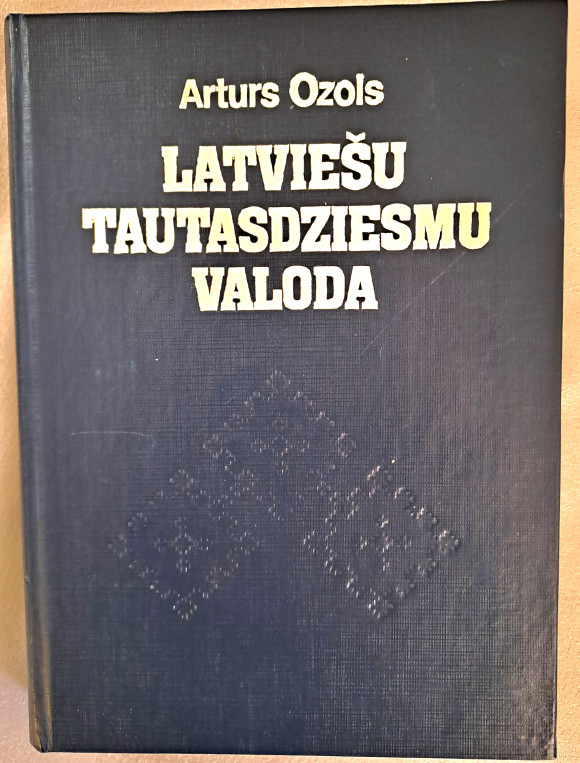 Arturs Ozols
LATVIEŠU
TAUTASDZIESMU
VALODA